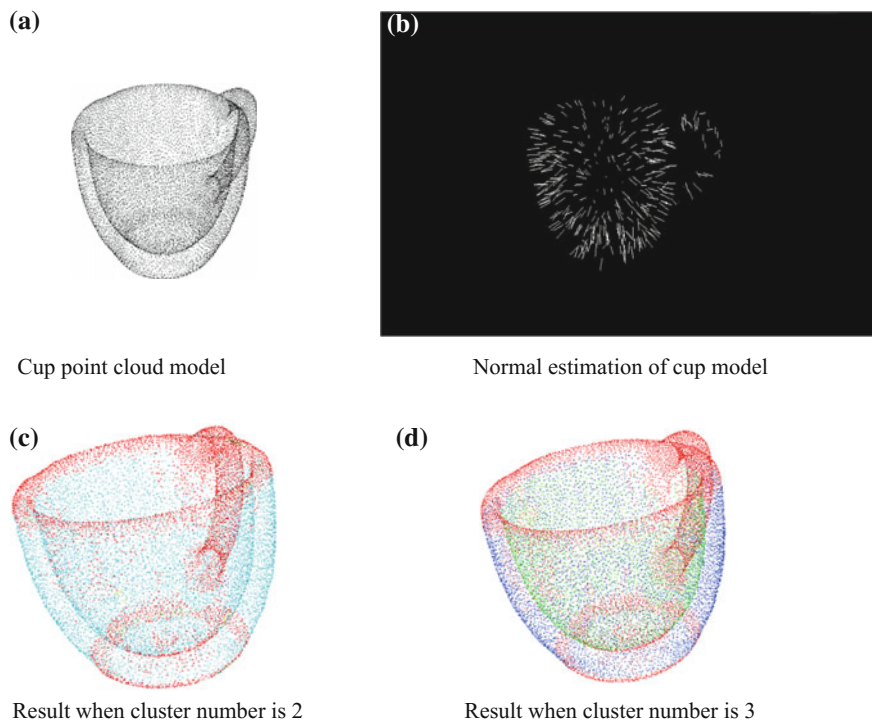 (a)
(b)
Cup point cloud model
Normal estimation of cup model
(c)
(d)
Result when cluster number is 2
Result when cluster number is 3